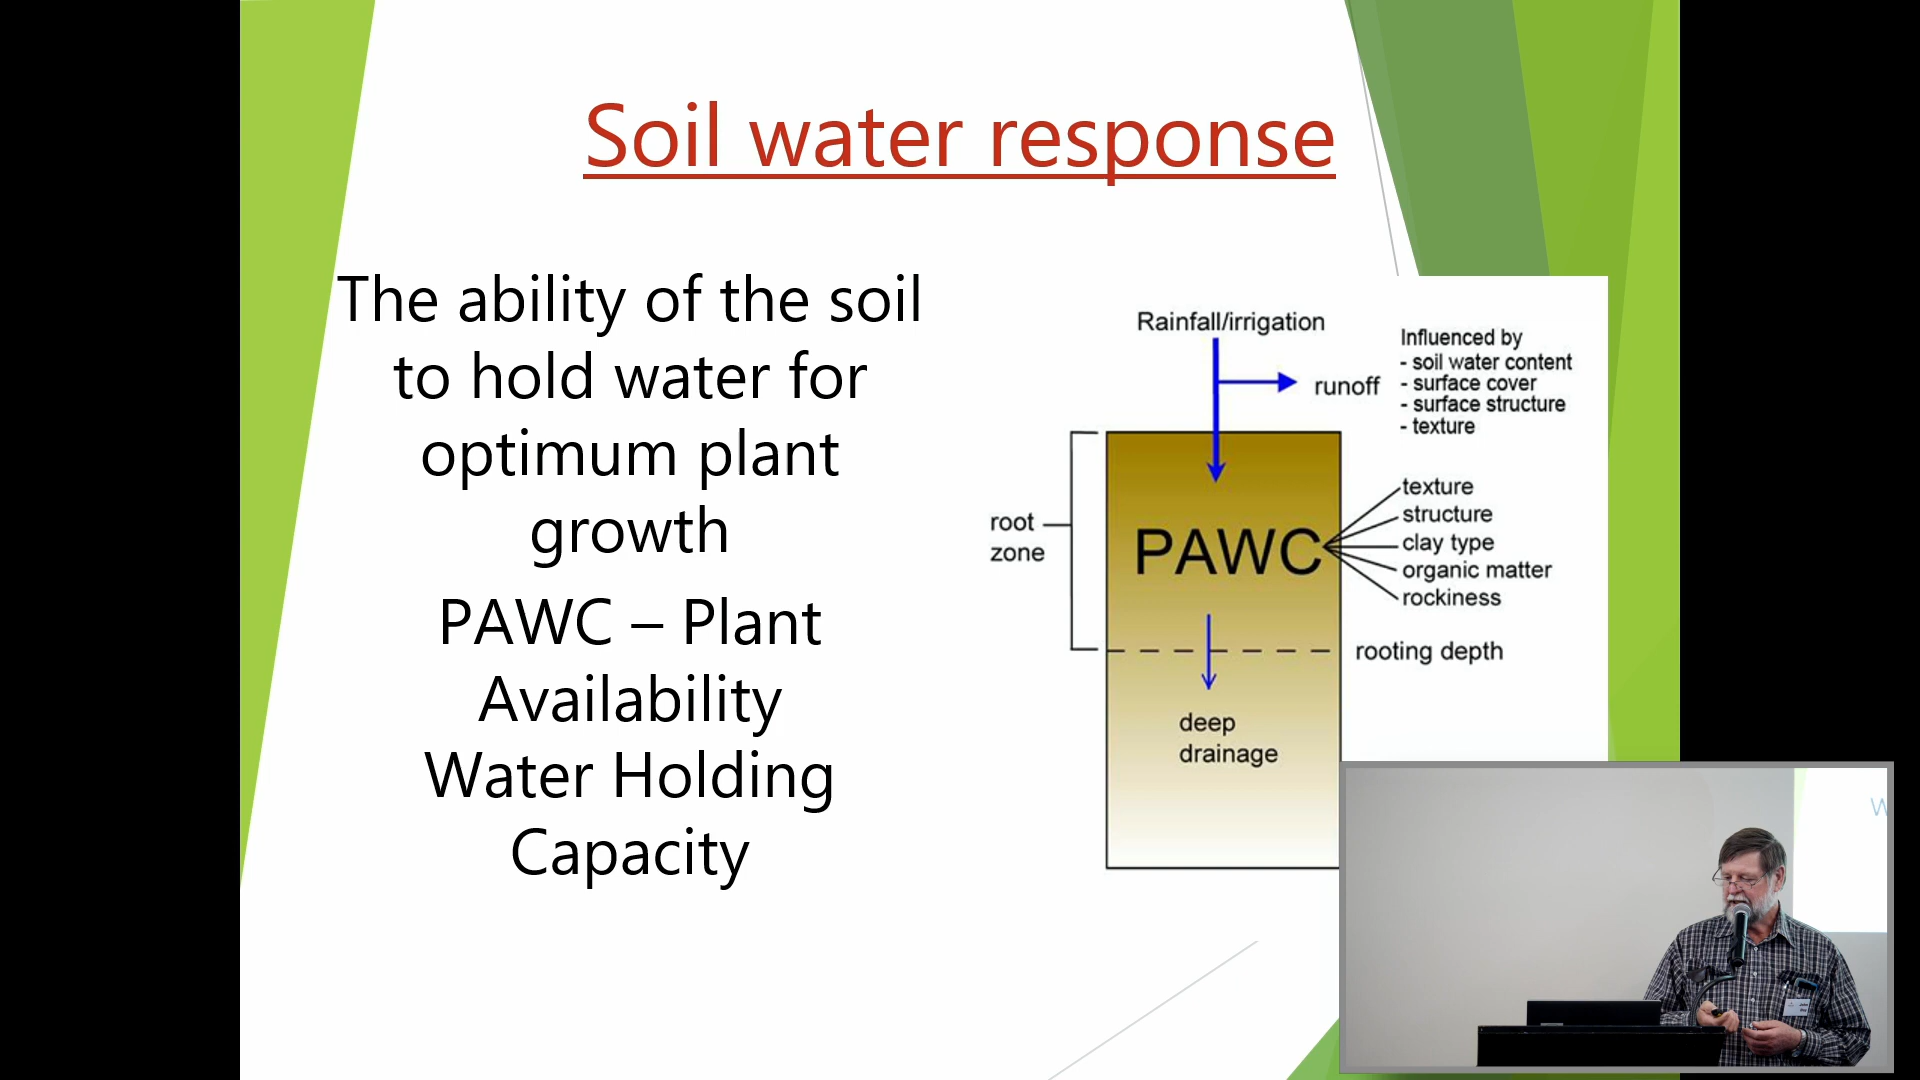 Soil water response
The ability of the soil
to hold water for
optimum plant
growth
PAWC – Plant
Availability
Water Holding
Capacity
Rainfall/irrigation
runoff
Influenced by
- soil water content
- surface cover
- surface structure
- texture
root
zone
PAWC
texture
structure
clay type
organic matter
rockiness
rooting depth
deep
drainage
W